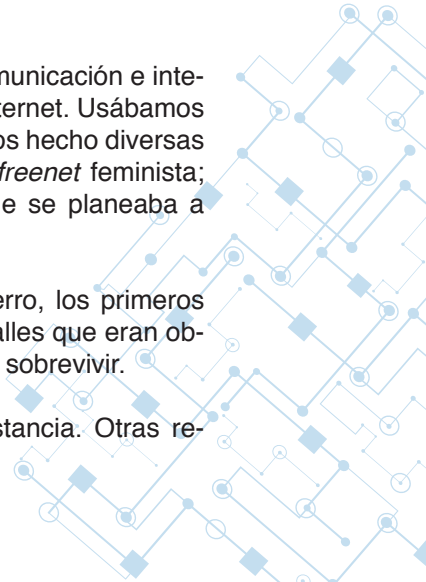 municación e inte-
ternet. Usábamos
os hecho diversas
freenet feminista;
e se planeaba a
erro, los primeros
alles que eran ob-
sobrevivir.
stancia. Otras re-